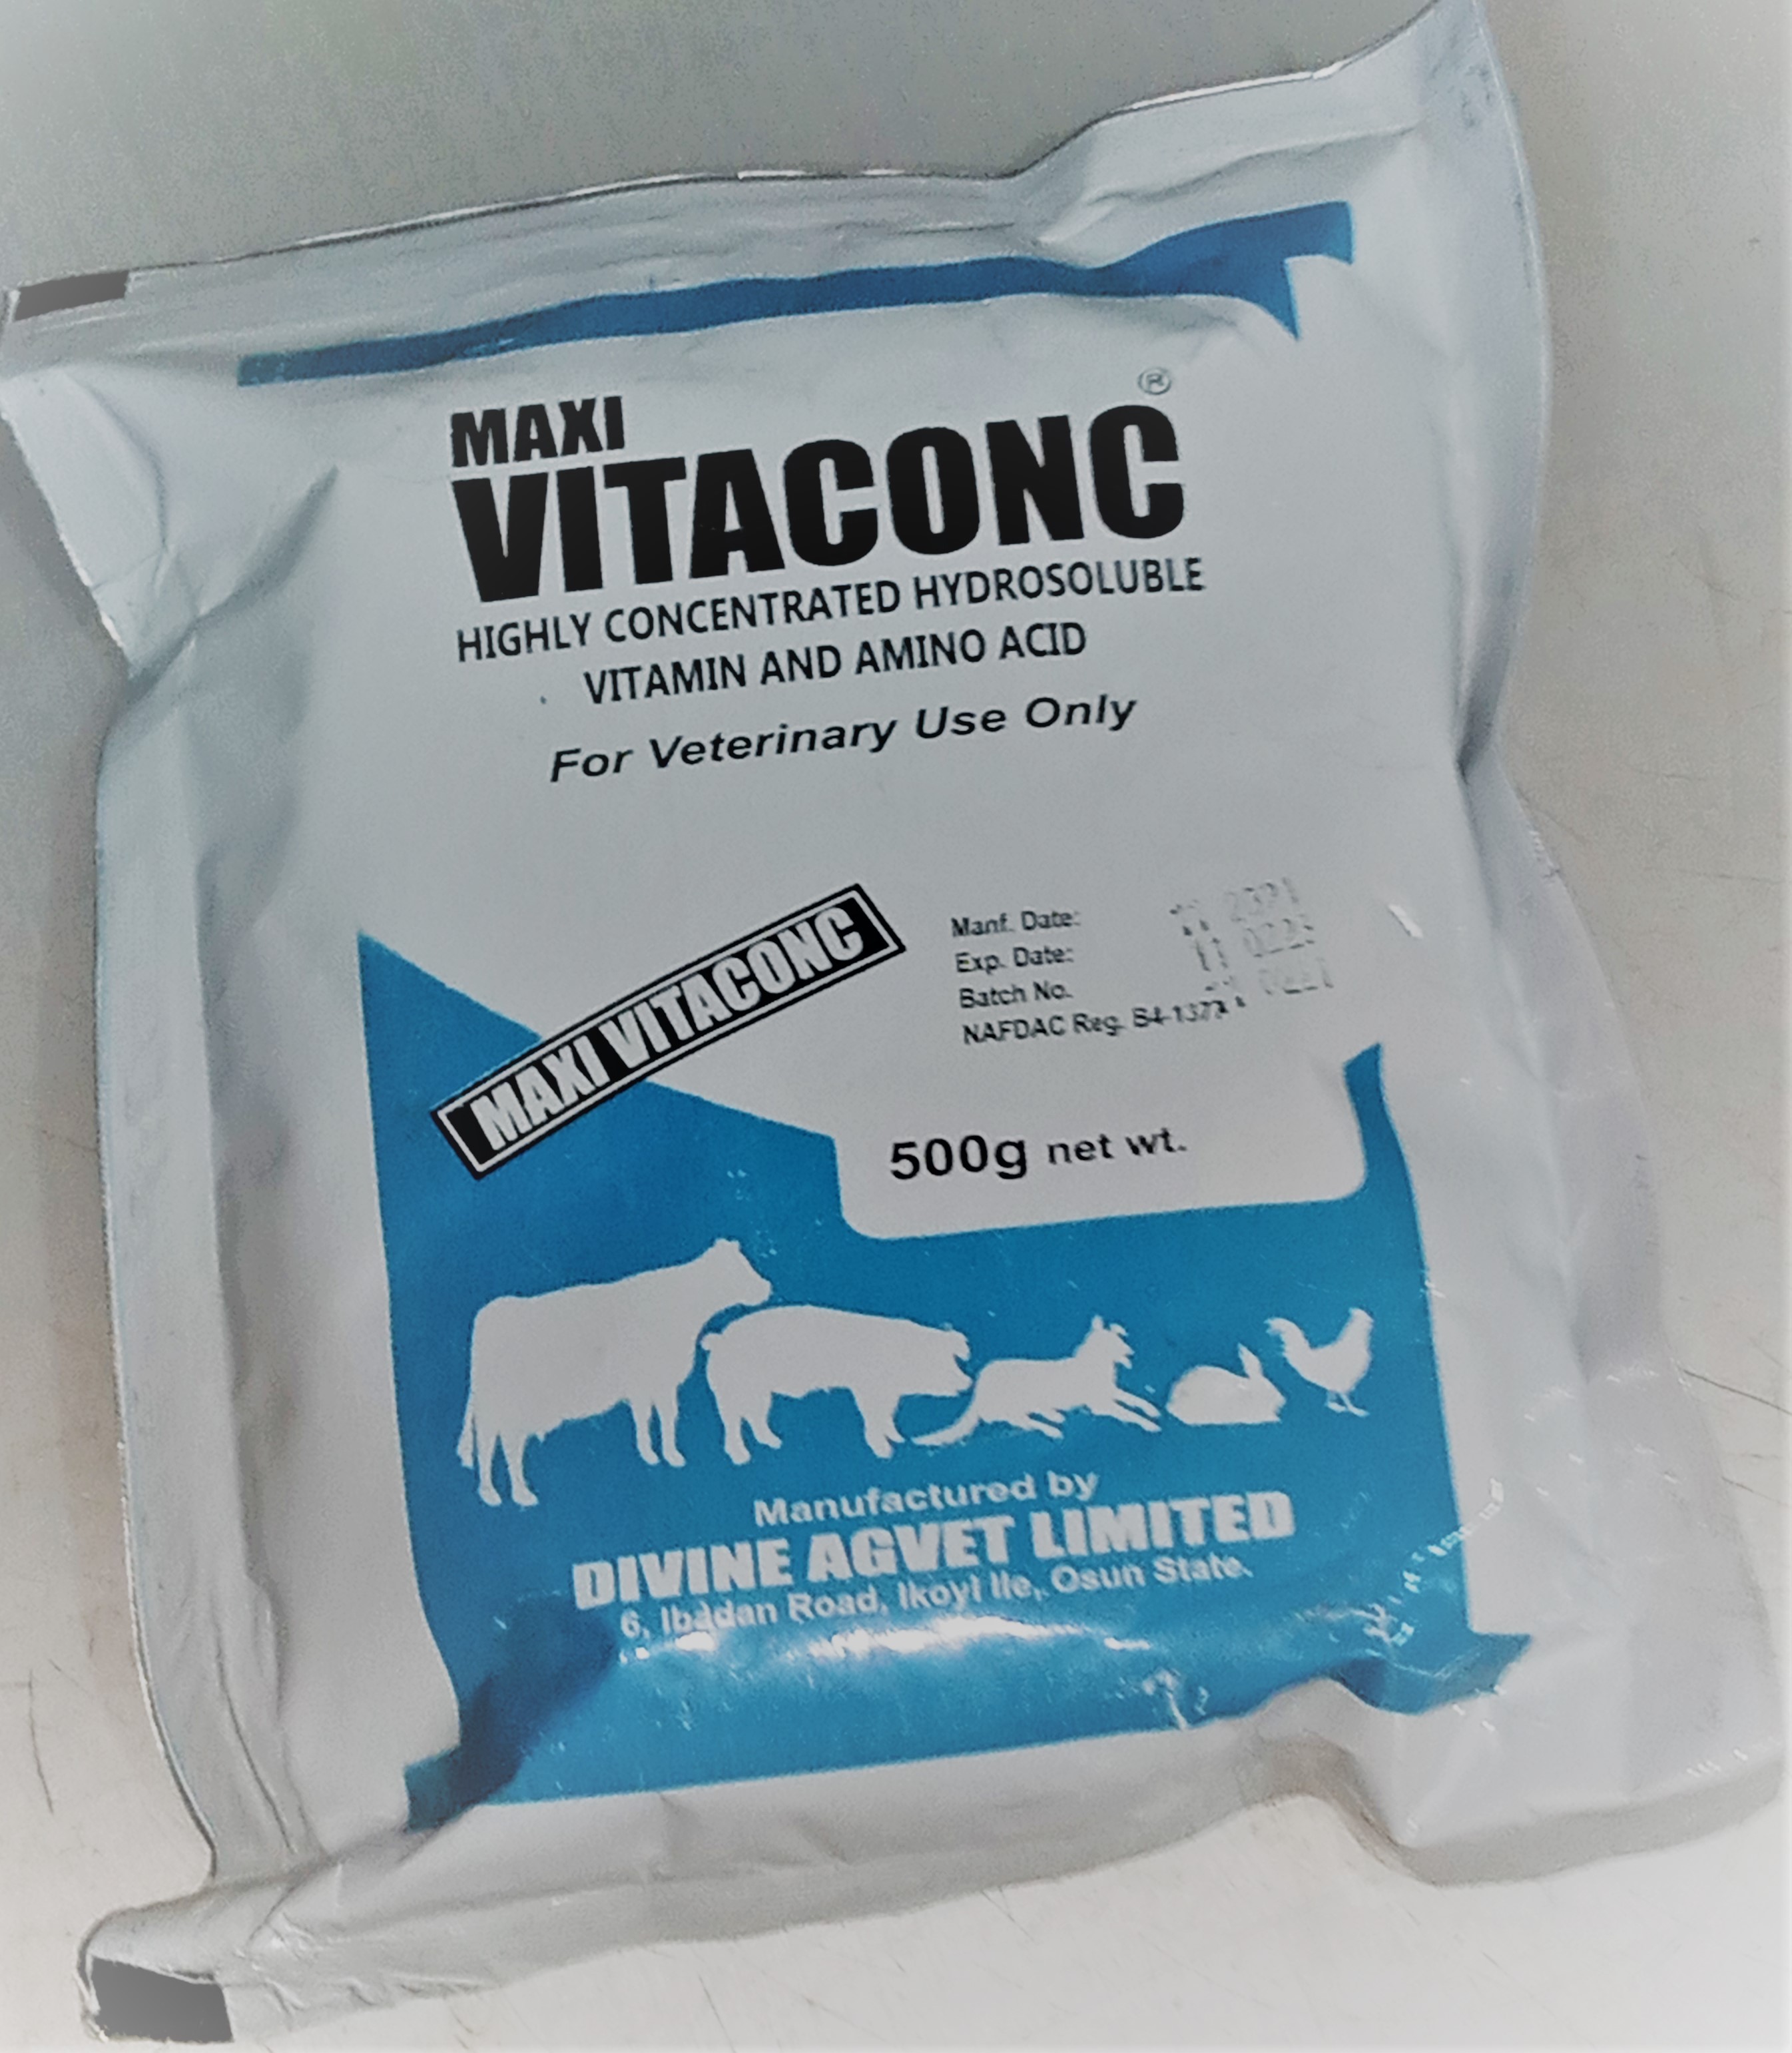 MAXI
VITACONC®
HIGHLY CONCENTRATED HYDROSOLUBLE
VITAMIN AND AMINO ACID
For Veterinary Use Only
MAXI VITACONC
Manf. Date:
Exp. Date:
Batch No.
NAFDAC Reg.
500g net wt.
Manufactured by
DIVINE AGVET LIMITED
6, Ibadan Road, Ikoyi Ile, Osun State.